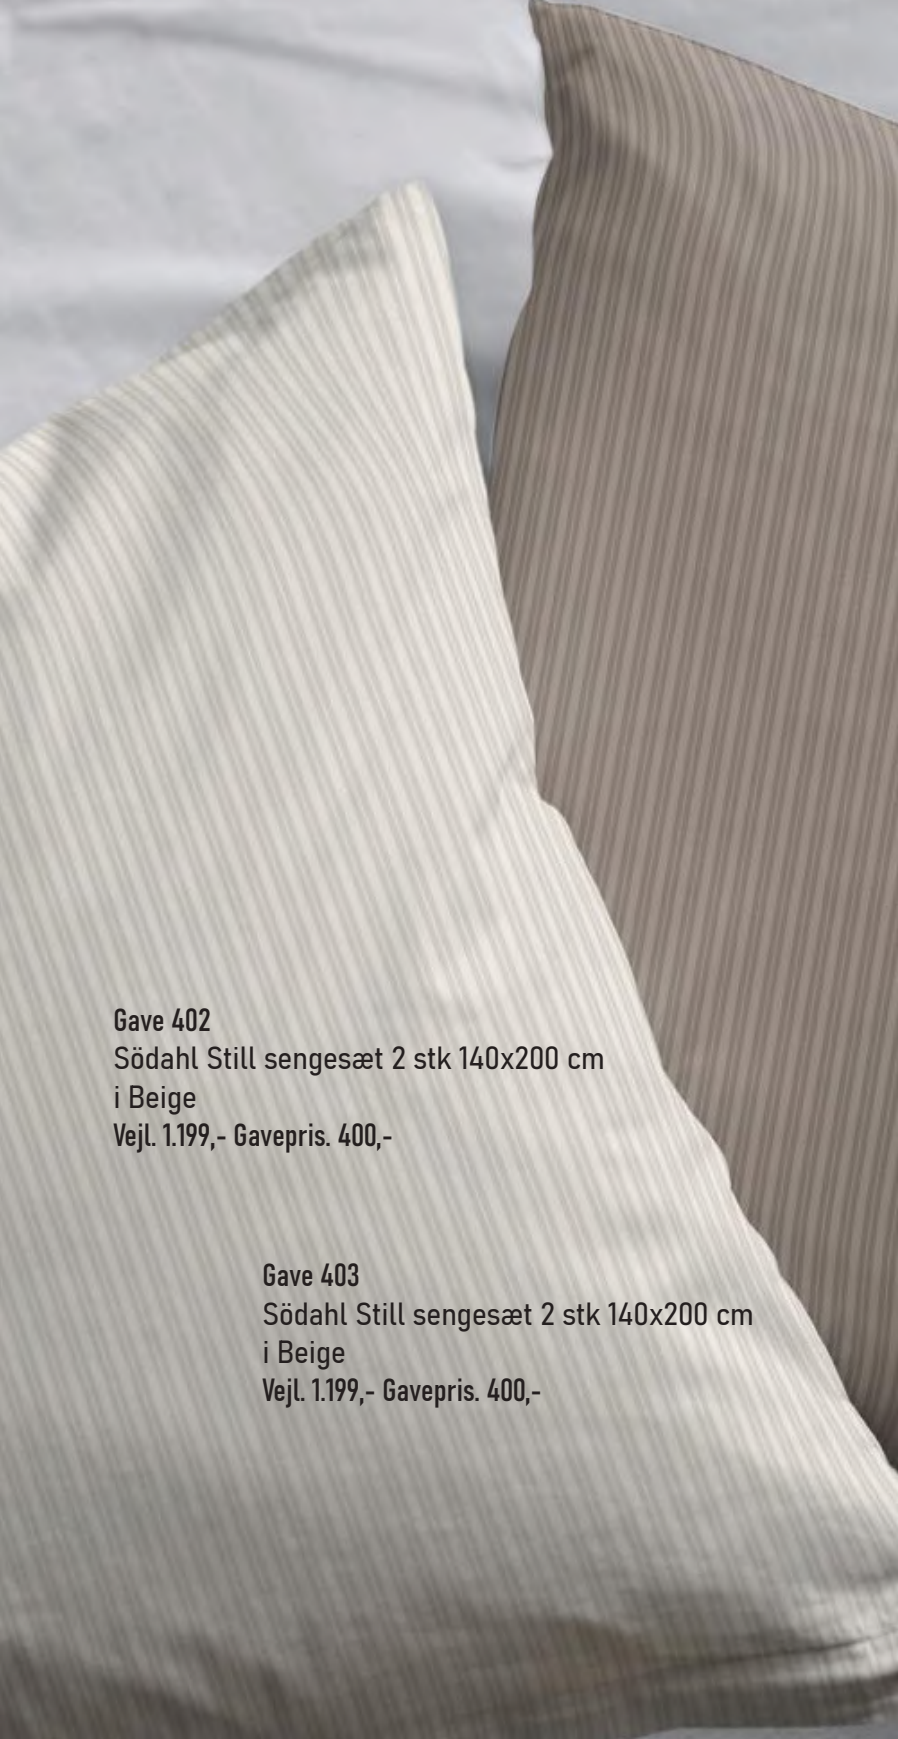 Gave 402
Södahl Still sengesæt 2 stk 140x200 cm
i Beige
Vejl. 1.199,- Gavepris. 400,-
Gave 403
Södahl Still sengesæt 2 stk 140x200 cm
i Beige
Vejl. 1.199,- Gavepris. 400,-